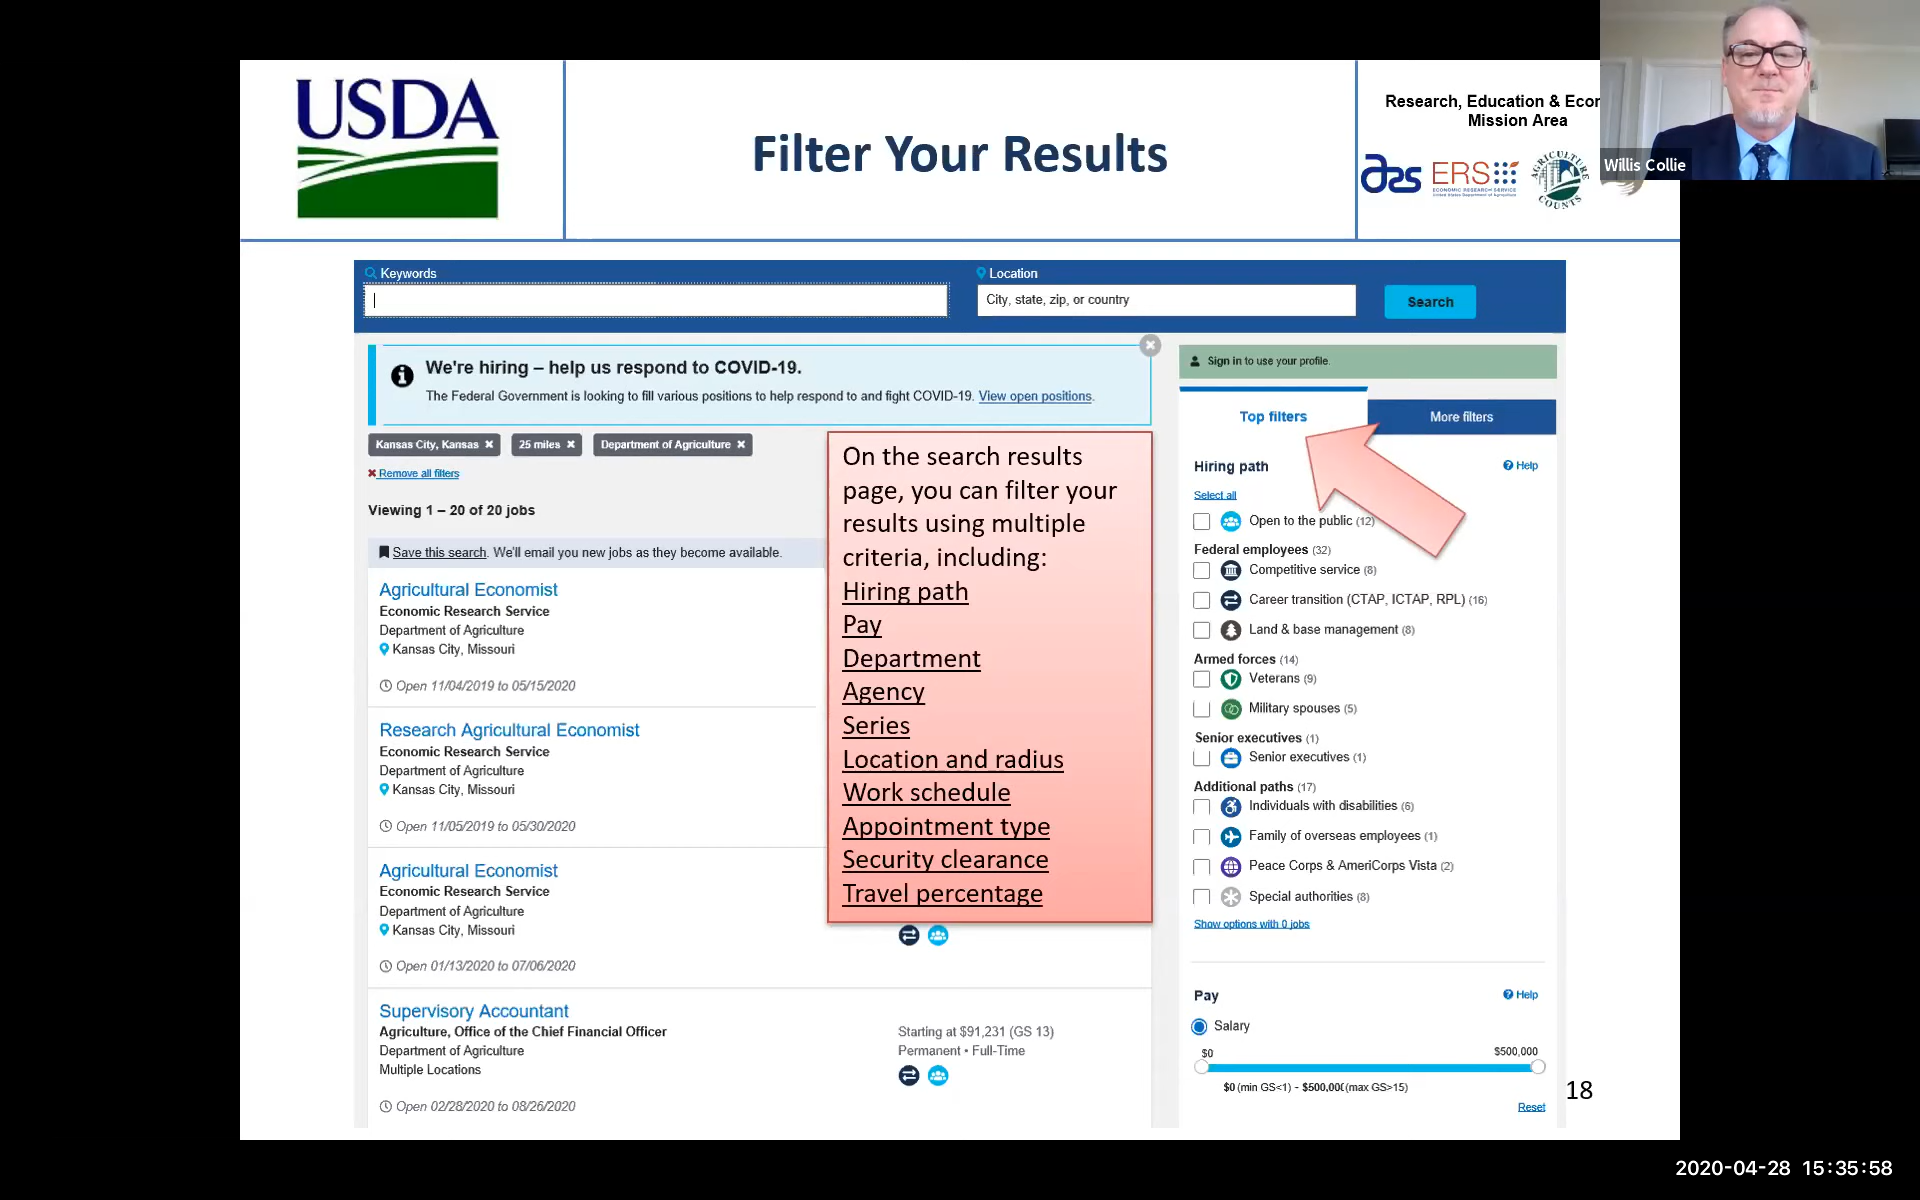 USDA
Filter Your Results
Research, Education & Econ
Mission Area
ars
ERS
ECONOMIC RESEARCH SERVICE
United States Department of Agriculture
AGRICULTURE
COUNTS
Willis Collie
Keywords
Location
City, state, zip, or country
Search
We're hiring – help us respond to COVID-19.
The Federal Government is looking to fill various positions to help respond to and fight COVID-19. View open positions.
Kansas City, Kansas ✖ 25 miles ✖ Department of Agriculture ✖
✖ Remove all filters
Viewing 1 – 20 of 20 jobs
Save this search. We'll email you new jobs as they become available.
Agricultural Economist
Economic Research Service
Department of Agriculture
Kansas City, Missouri
Open 11/04/2019 to 05/15/2020
Research Agricultural Economist
Economic Research Service
Department of Agriculture
Kansas City, Missouri
Open 11/05/2019 to 05/30/2020
Agricultural Economist
Economic Research Service
Department of Agriculture
Kansas City, Missouri
Open 01/13/2020 to 07/06/2020
Supervisory Accountant
Agriculture, Office of the Chief Financial Officer
Department of Agriculture
Multiple Locations
Open 02/28/2020 to 08/26/2020
Starting at $91,231 (GS 13)
Permanent • Full-Time
On the search results
page, you can filter your
results using multiple
criteria, including:
Hiring path
Pay
Department
Agency
Series
Location and radius
Work schedule
Appointment type
Security clearance
Travel percentage
Sign in to use your profile.
Top filters
More filters
Hiring path
Help
Select all
Open to the public (12)
Federal employees (32)
Competitive service (8)
Career transition (CTAP, ICTAP, RPL) (16)
Land & base management (8)
Armed forces (14)
Veterans (9)
Military spouses (5)
Senior executives (1)
Senior executives (1)
Additional paths (17)
Individuals with disabilities (6)
Family of overseas employees (1)
Peace Corps & AmeriCorps Vista (2)
Special authorities (8)
Show options with 0 jobs
Pay
Help
Salary
$0 $500,000
$0 (min GS<1) - $500,00( (max GS>15)
Reset
18
2020-04-28 15:35:58